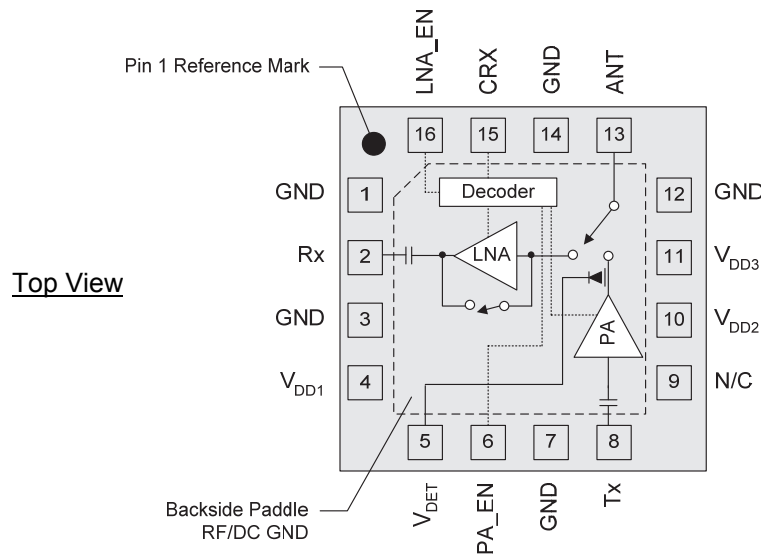 LNA_EN
CRX
GND
ANT
Pin 1 Reference Mark
16
15
14
13
GND
1
Decoder
12
GND
Rx
2
LNA
11
VDD3
Top View
GND
3
PA
10
VDD2
VDD1
4
9
N/C
5
6
7
8
Backside Paddle
RF/DC GND
VDET
PA_EN
GND
Tx